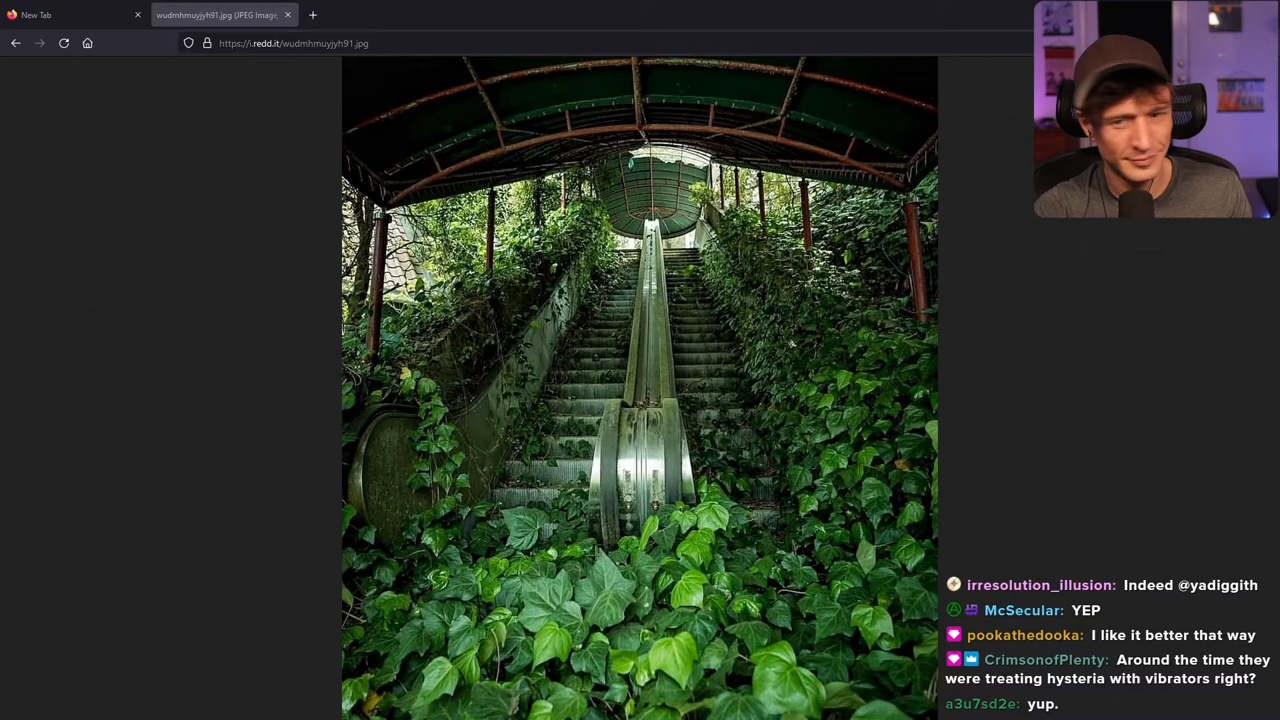 New Tab
wudmhmuyjyh91.jpg (JPEG Image,
https://i.redd.it/wudmhmuyjyh91.jpg
irresolution_illusion: Indeed @yadiggith
McSecular: YEP
pookathedooka: I like it better that way
CrimsonofPlenty: Around the time they
were treating hysteria with vibrators right?
a3u7sd2e: yup.